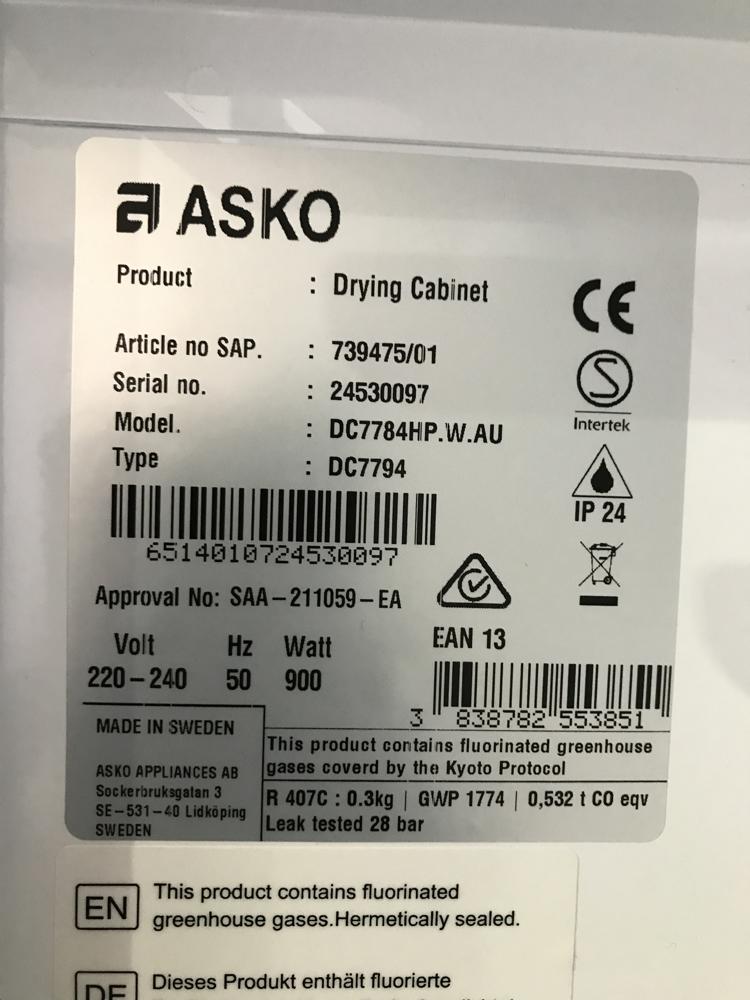 ASKO
Product : Drying Cabinet
Article no SAP. : 739475/01
Serial no. : 24530097
Model. : DC7784HP.W.AU
Type : DC7794
CE
S
Intertek
IP 24
6514010724530097
Approval No: SAA-211059-EA
Volt Hz Watt
220-240 50 900
EAN 13
3 838782 553851
MADE IN SWEDEN
ASKO APPLIANCES AB
Sockerbruksgatan 3
SE-531-40 Lidköping
SWEDEN
This product contains fluorinated greenhouse
gases coverd by the Kyoto Protocol
R 407C : 0.3kg | GWP 1774 | 0,532 t CO eqv
Leak tested 28 bar
EN
This product contains fluorinated
greenhouse gases.Hermetically sealed.
DE
Dieses Produkt enthält fluorierte